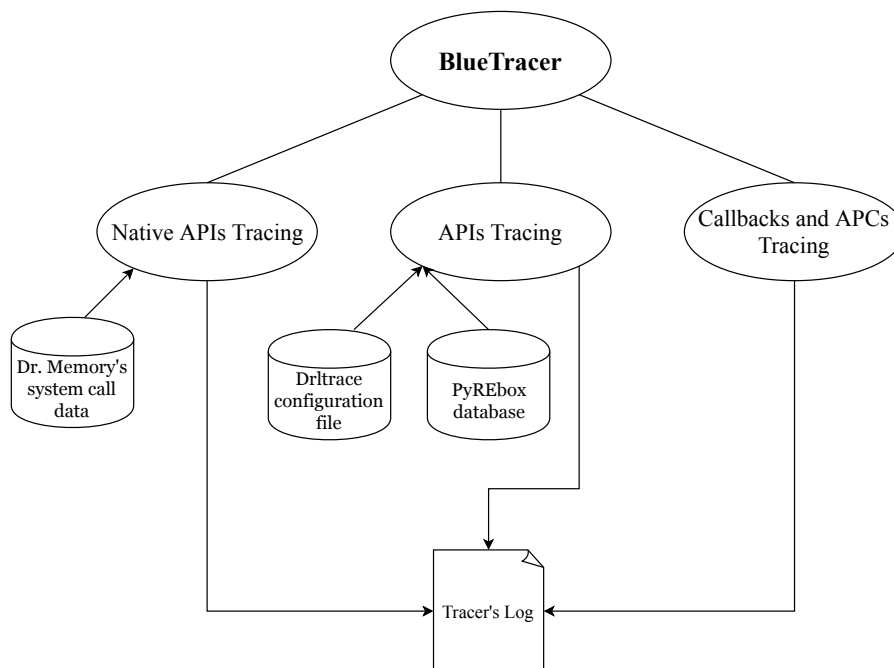 BlueTracer
Native APIs Tracing
APIs Tracing
Callbacks and APCs
Tracing
Dr. Memory's
system call
data
Drltrace
configuration
file
PyREbox
database
Tracer's Log